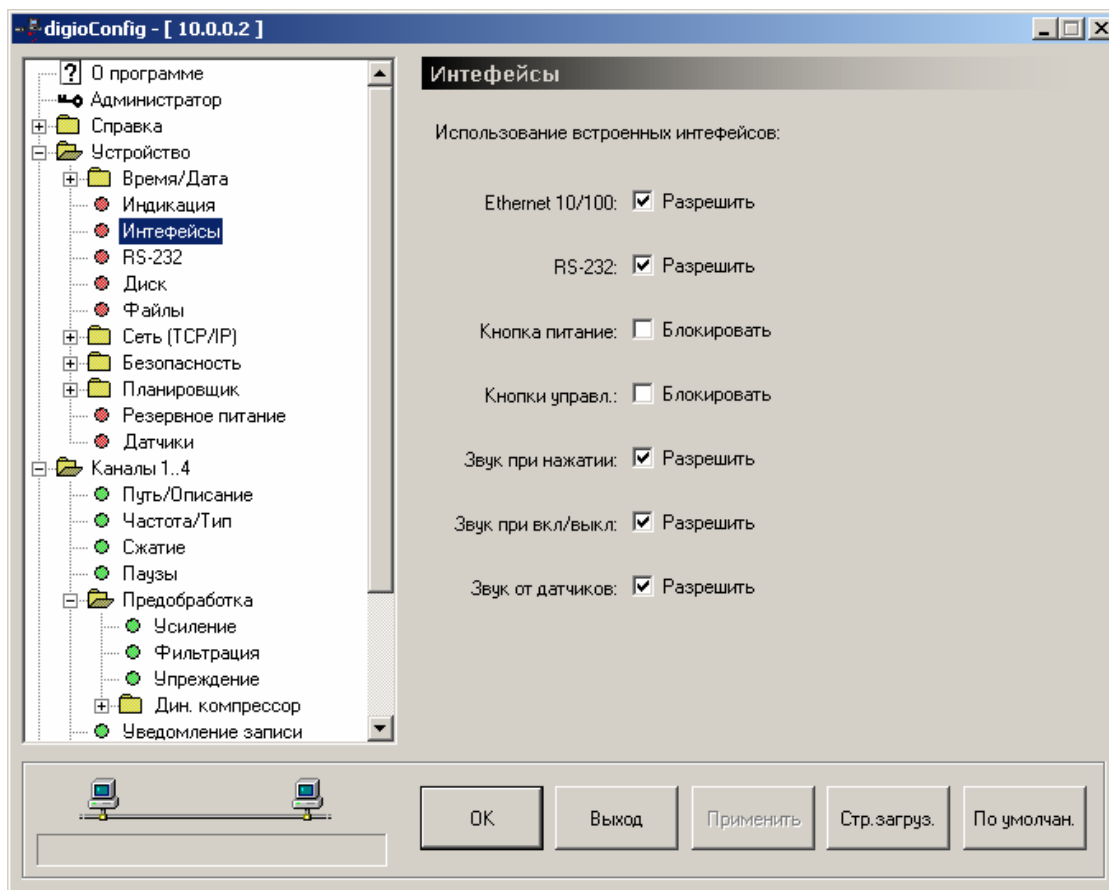 digioConfig - [ 10.0.0.2 ]
? О программе
Администратор
Справка
Устройство
Время/Дата
Индикация
Интефейсы
RS-232
Диск
Файлы
Сеть (TCP/IP)
Безопасность
Планировщик
Резервное питание
Датчики
Каналы 1..4
Путь/Описание
Частота/Тип
Сжатие
Паузы
Предобработка
Усиление
Фильтрация
Упреждение
Дин. компрессор
Уведомление записи
Интефейсы
Использование встроенных интефейсов:
Ethernet 10/100: Разрешить
RS-232: Разрешить
Кнопка питание: Блокировать
Кнопки управл.: Блокировать
Звук при нажатии: Разрешить
Звук при вкл/выкл: Разрешить
Звук от датчиков: Разрешить
OK
Выход
Применить
Стр.загруз.
По умолчан.